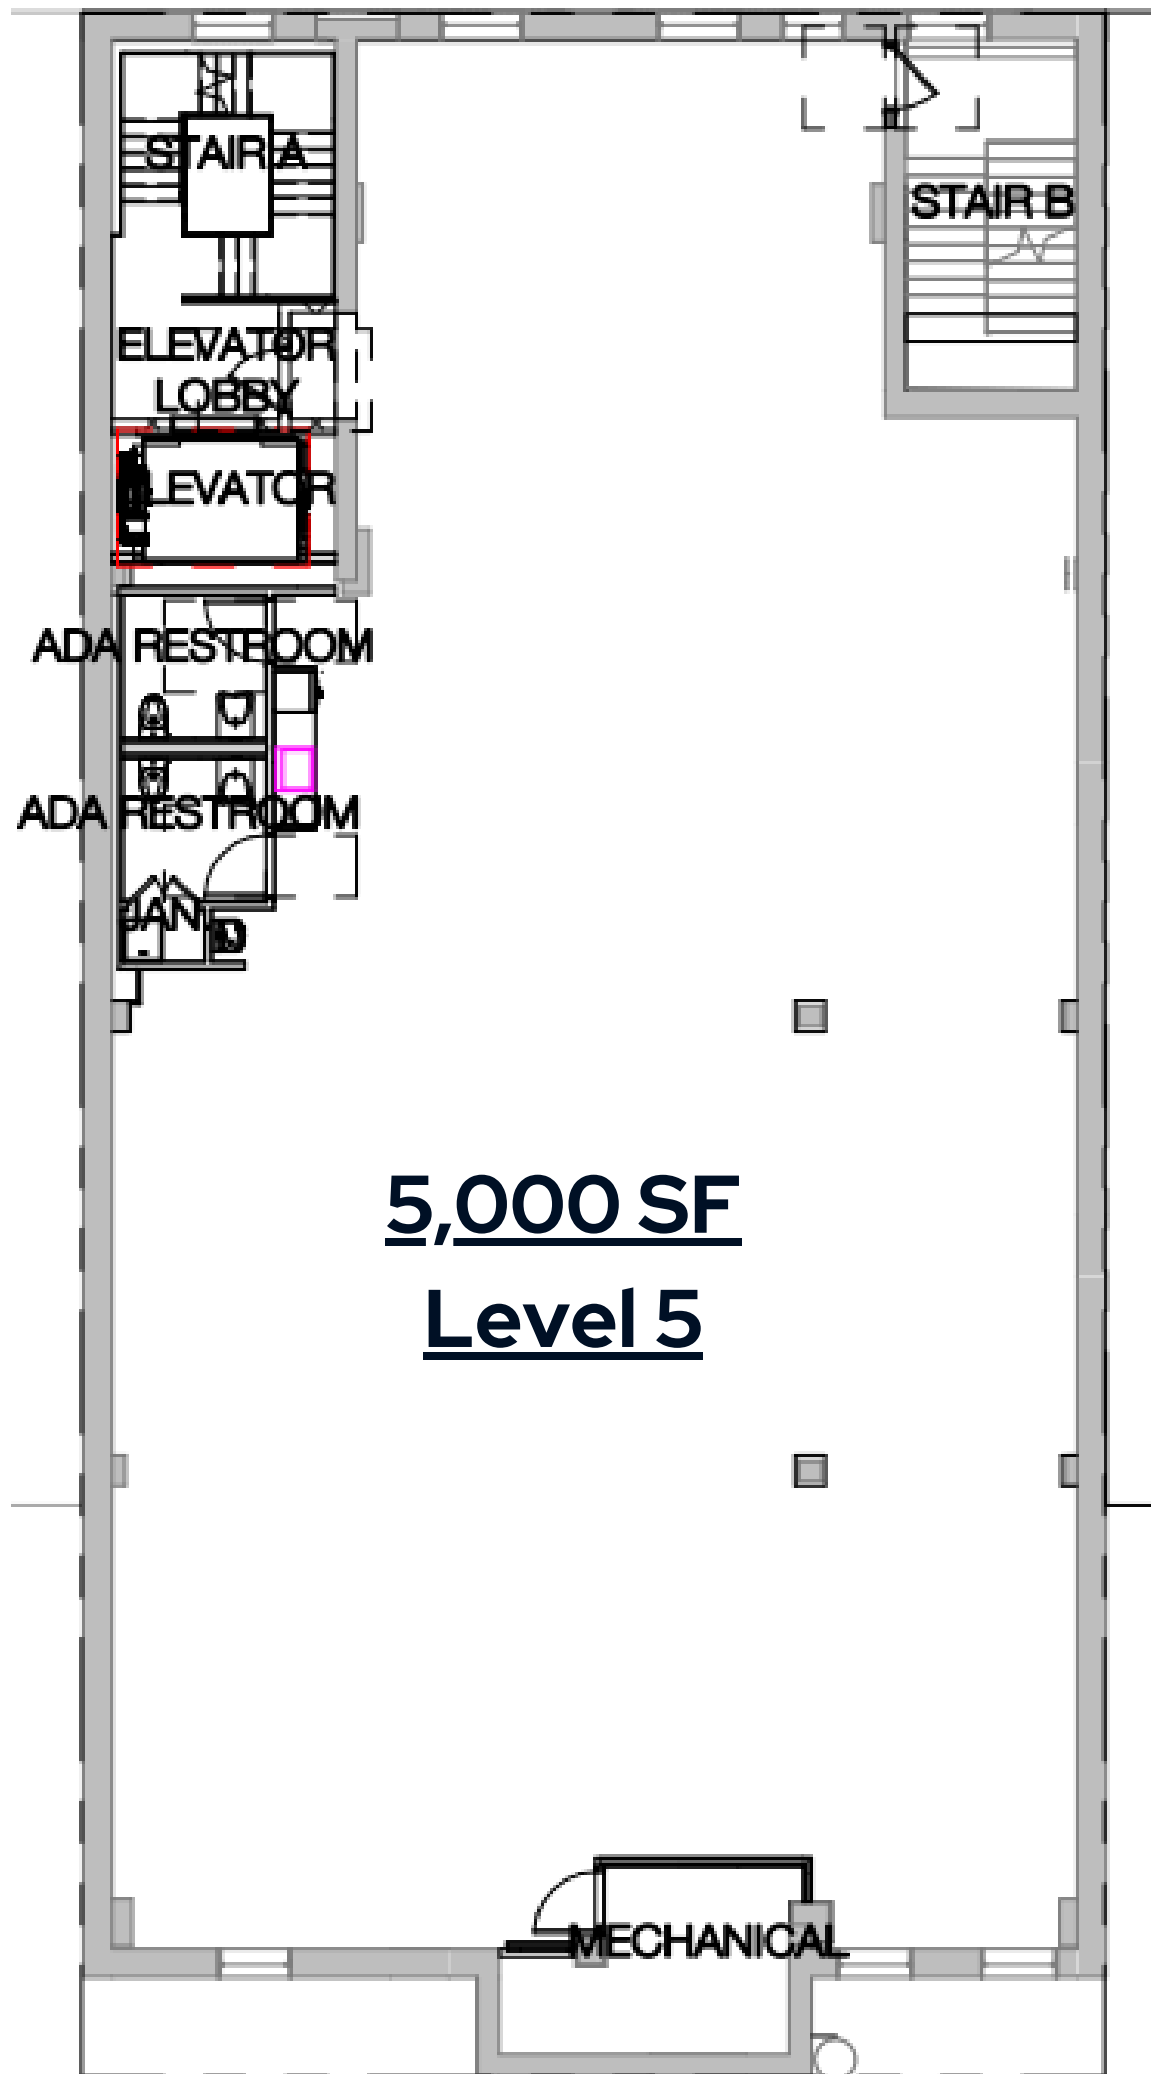 STAIR A
STAIR B
ELEVATOR
LOBBY
ELEVATOR
ADA RESTROOM
ADA RESTROOM
JAN.
5,000 SF
Level 5
MECHANICAL